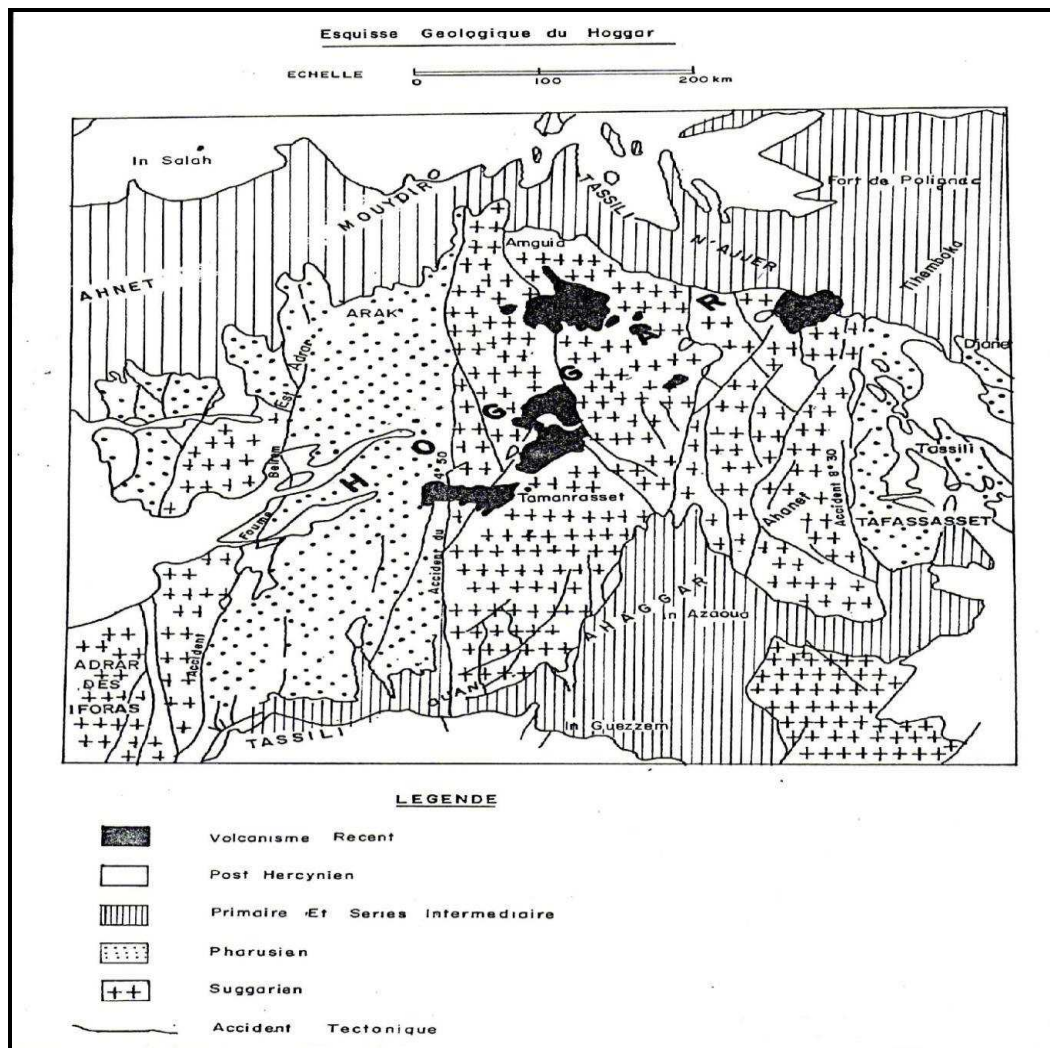 Esquisse Geologique du Hoggar
ECHELLE
0 100 200 km
In Salah
MOUYDIR
TASSILI
Fort de Polignac
N'AJJER
Tihemboka
AHNET
Amguid
ARAK
Adrar
Est
Djanet
HOGGAR
Tassili
4° 50
Accident du
Tamanrasset
Ahanet
Accident 8° 30
TAFASSASSET
AHAGGAR
In Azaoua
Accident
ADRAR
DES
IFORAS
OUAN
TASSILI
In Guezzem
LEGENDE
Volcanisme Recent
Post Hercynien
Primaire Et Series Intermediaire
Pharusien
Suggarien
Accident Tectonique